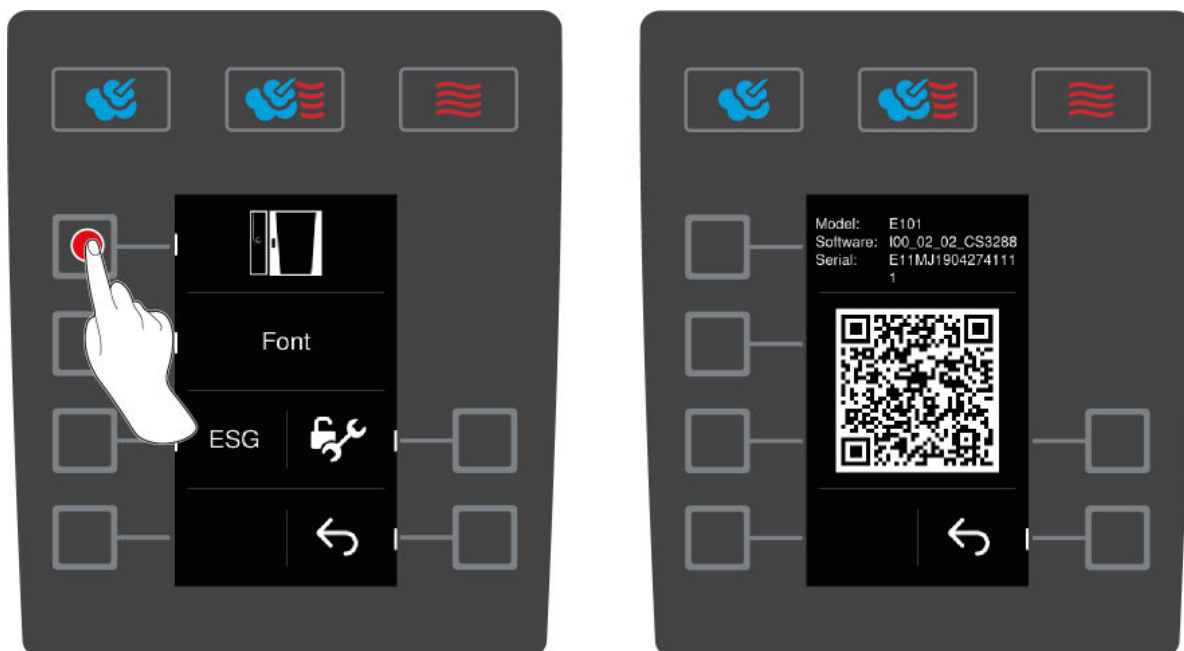 Font
ESG
Model: E101
Software: I00_02_02_CS3288
Serial: E11MJ1904274111
1